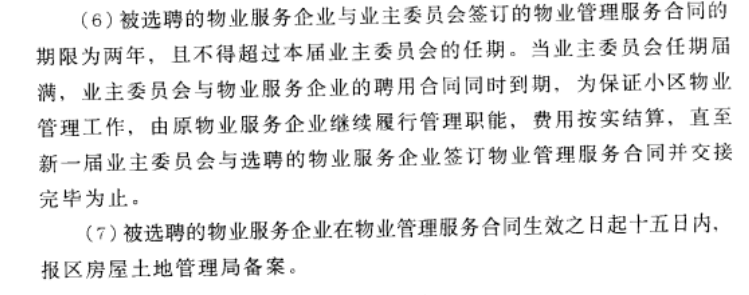 (6)被选聘的物业服务企业与业主委员会签订的物业管理服务合同的
期限为两年，且不得超过本届业主委员会的任期。当业主委员会任期届
满，业主委员会与物业服务企业的聘用合同同时到期，为保证小区物业
管理工作，由原物业服务企业继续履行管理职能，费用按实结算，直至
新一届业主委员会与选聘的物业服务企业签订物业管理服务合同并交接
完毕为止。
(7)被选聘的物业服务企业在物业管理服务合同生效之日起十五日内，
报区房屋土地管理局备案。